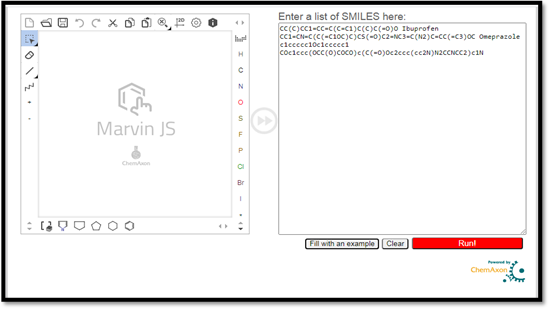 Enter a list of SMILES here:
CC(C)CC1=CC=C(C=C1)C(C)C(=O)O Ibuprofen
CC1=CN=C(C(=C1OC)C)CS(=O)C2=NC3=C(N2)C=CC(=C3)OC Omeprazole
c1ccccc1Oc1ccccc1
COc1ccc(OCC(O)COCO)c(C(=O)Oc2ccc(cc2N)N2CCNCC2)c1N
H
C
N
O
S
F
P
Cl
Br
I
Marvin JS
ChemAxon
Fill with an example
Clear
Run!
Powered by
ChemAxon